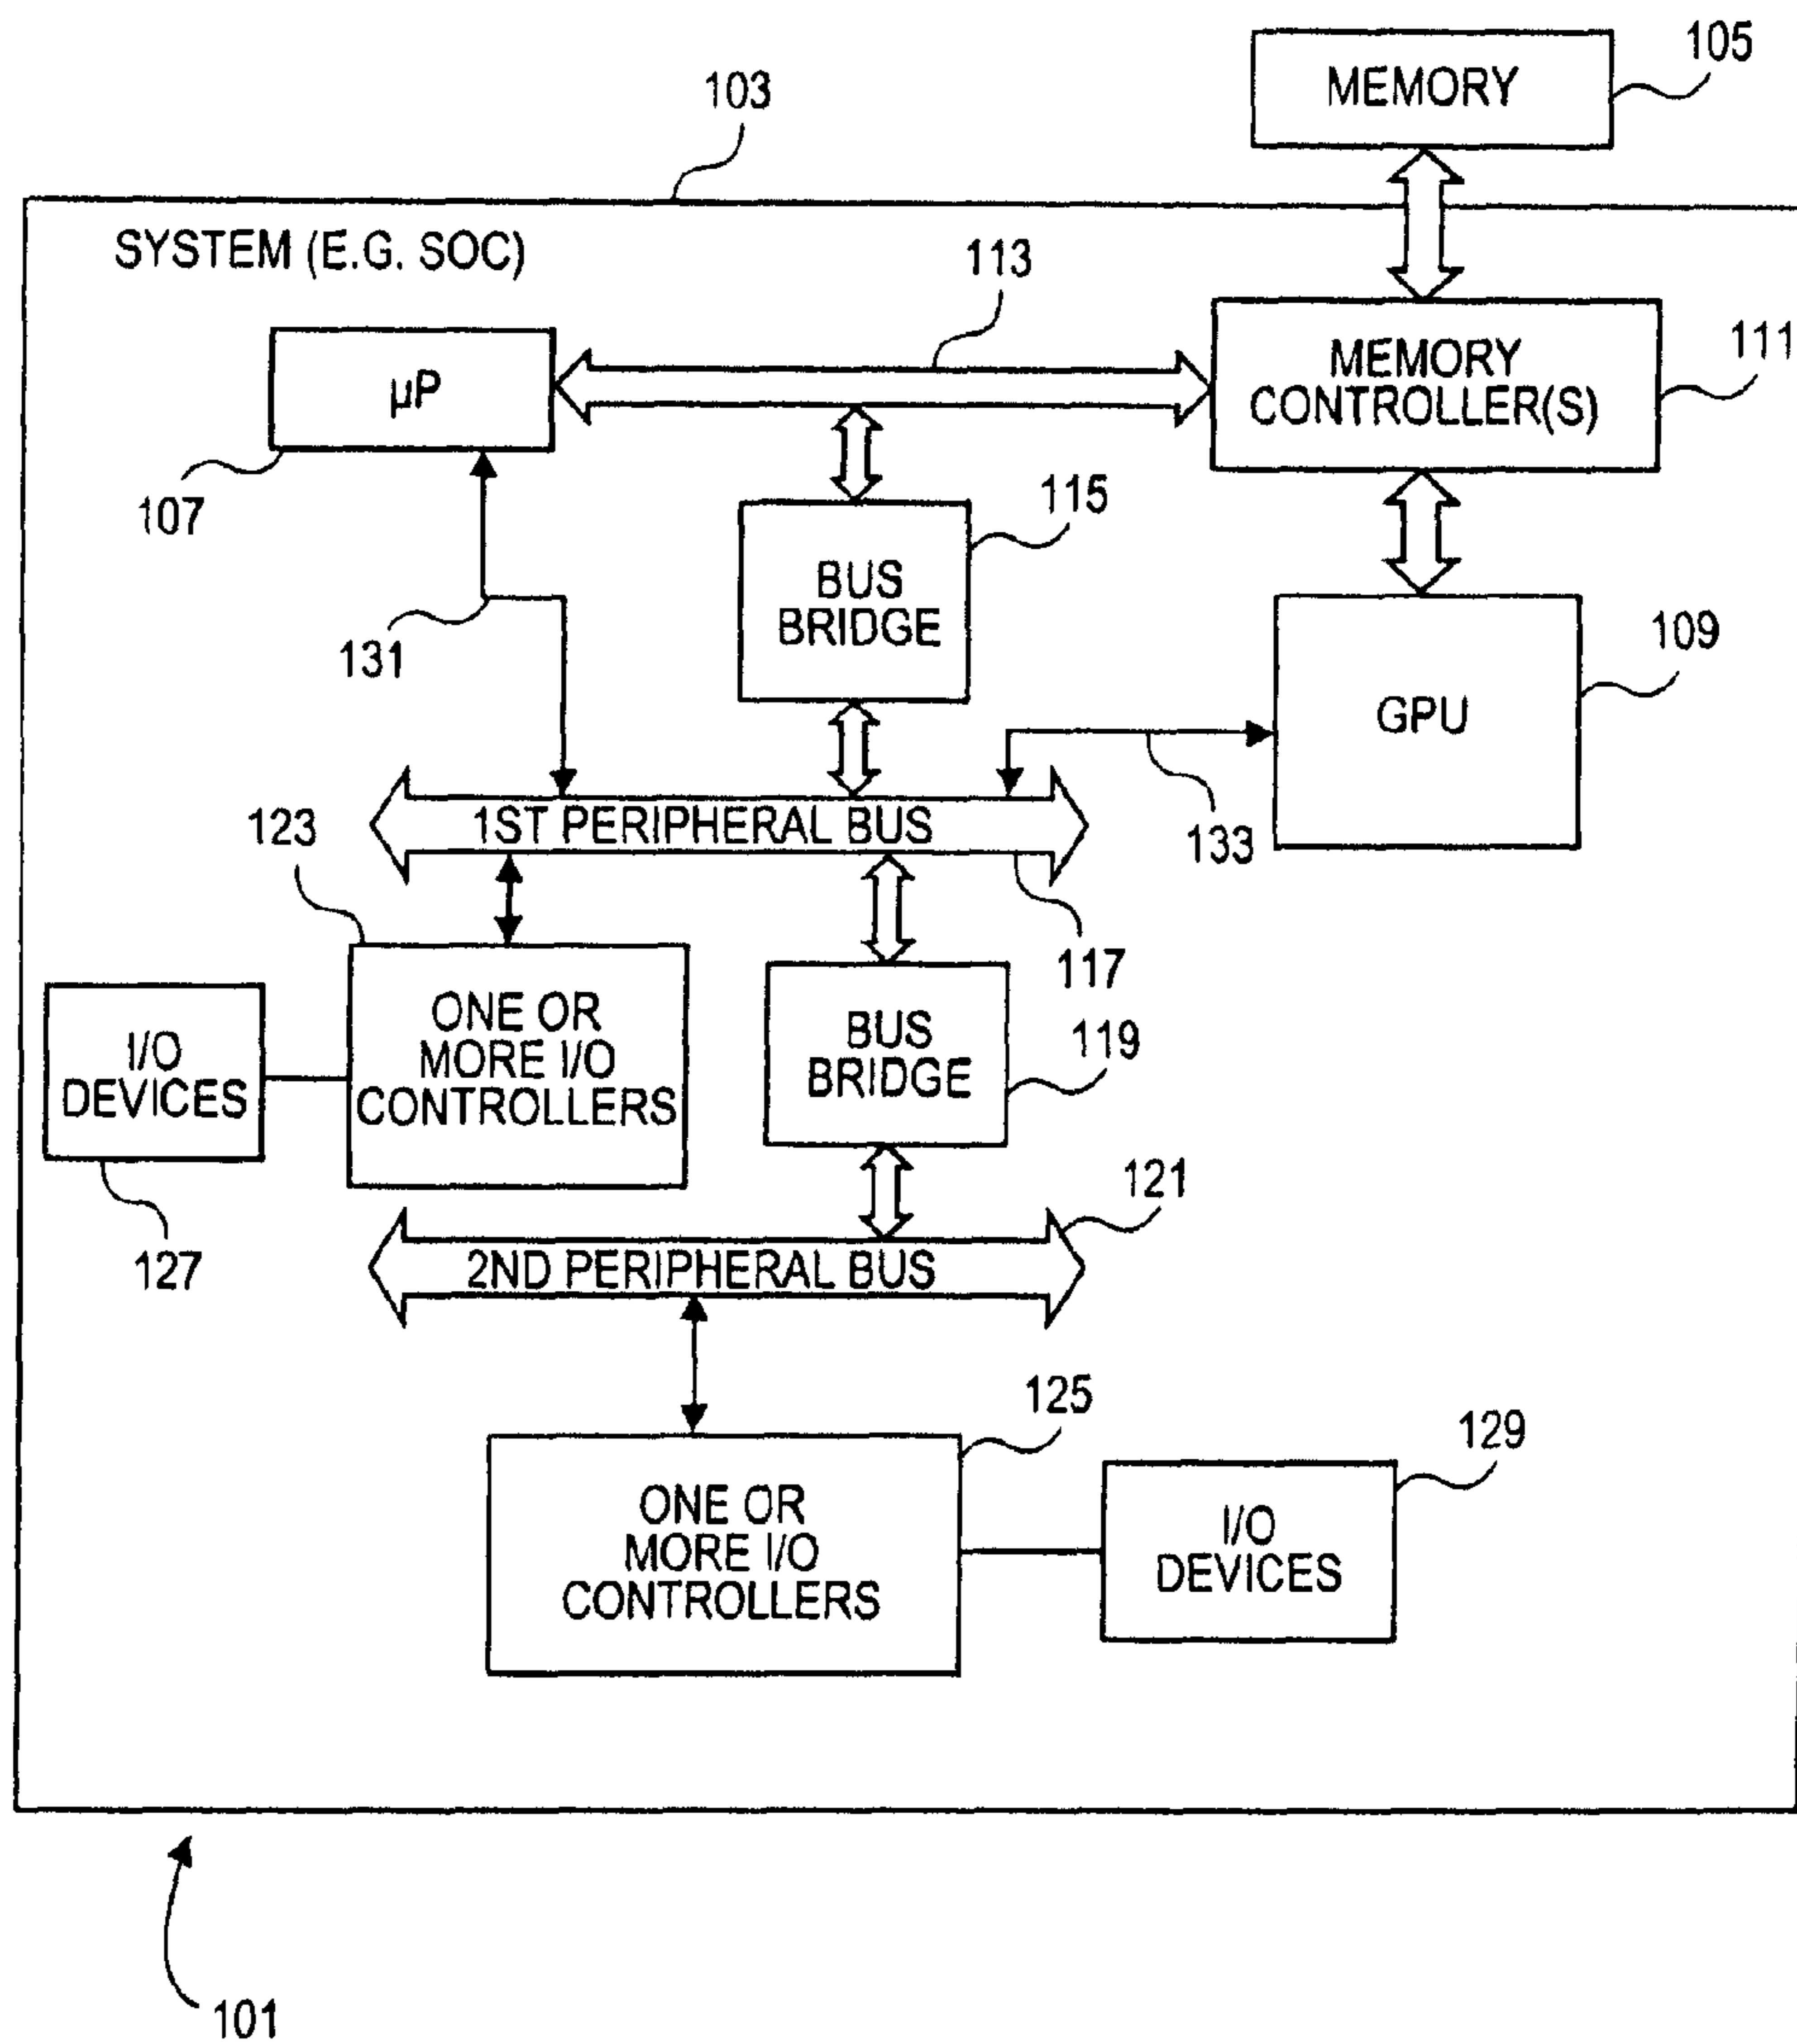 105
MEMORY
103
SYSTEM (E.G. SOC)
113
µP
MEMORY
CONTROLLER(S)
111
107
115
BUS
BRIDGE
131
109
GPU
1ST PERIPHERAL BUS
133
123
117
ONE OR
MORE I/O
CONTROLLERS
I/O
DEVICES
BUS
BRIDGE
119
127
121
2ND PERIPHERAL BUS
125
129
ONE OR
MORE I/O
CONTROLLERS
I/O
DEVICES
101